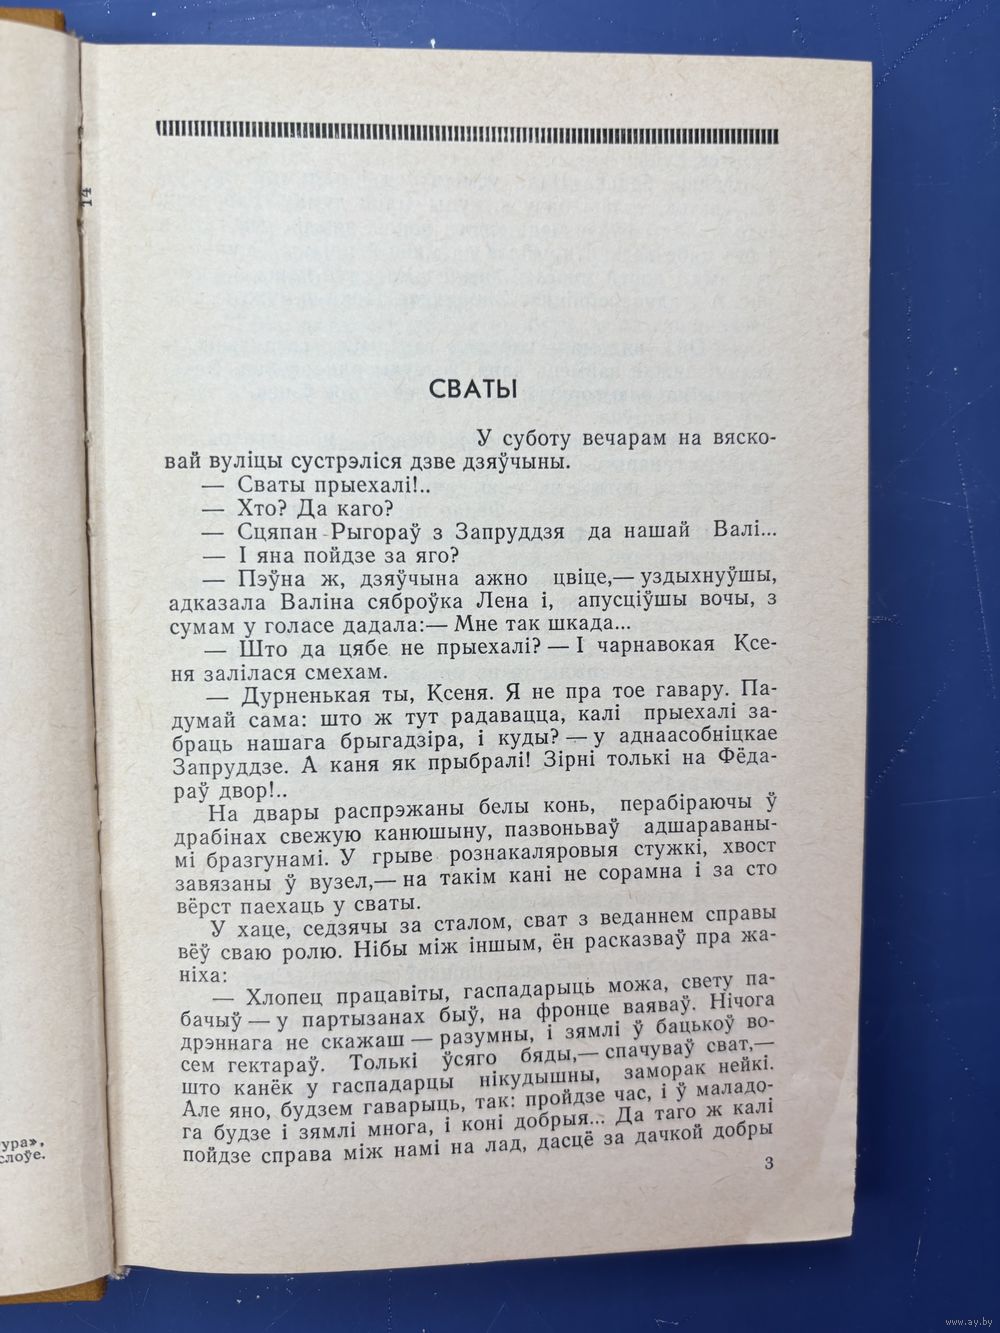 14
СВАТЫ
У суботу вечарам на вяско-
вай вуліцы сустрэліся дзве дзяўчыны.
— Сваты прыехалі!..
— Хто? Да каго?
— Сцяпан Рыгораў з Запруддзя да нашай Валі...
— І яна пойдзе за яго?
— Пэўна ж, дзяўчына ажно цвіце,— уздыхнуўшы,
адказала Валіна сяброўка Лена і, апусціўшы вочы, з
сумам у голасе дадала:— Мне так шкада...
— Што да цябе не прыехалі? — І чарнавокая Ксе-
ня залілася смехам.
— Дурненькая ты, Ксеня. Я не пра тое гавару. Па-
думай сама: што ж тут радавацца, калі прыехалі за-
браць нашага брыгадзіра, і куды? — у аднаасобніцкае
Запруддзе. А каня як прыбралі! Зірні толькі на Фёда-
раў двор!..
На двары распрэжаны белы конь, перабіраючы ў
драбінах свежую канюшыну, пазвоньваў адшараваны-
мі бразгунамі. У грыве рознакаляровыя стужкі, хвост
завязаны ў вузел,— на такім кані не сорамна і за сто
вёрст паехаць у сваты.
У хаце, седзячы за сталом, сват з веданнем справы
вёў сваю ролю. Нібы між іншым, ён расказваў пра жа-
ніха:
— Хлопец працавіты, гаспадарыць можа, свету па-
бачыў — у партызанах быў, на фронце ваяваў. Нічога
дрэннага не скажаш — разумны, і зямлі ў бацькоў во-
сем гектараў. Толькі ўсяго бяды,— спачуваў сват,—
што канёк у гаспадарцы нікудышны, заморак нейкі.
Але яно, будзем гаварыць, так: пройдзе час, і ў маладо-
га будзе і зямлі многа, і коні добрыя... Да таго ж калі
пойдзе справа між намі на лад, дасцё за дачкой добры
3
ура»,
слоўе.
www.ay.by